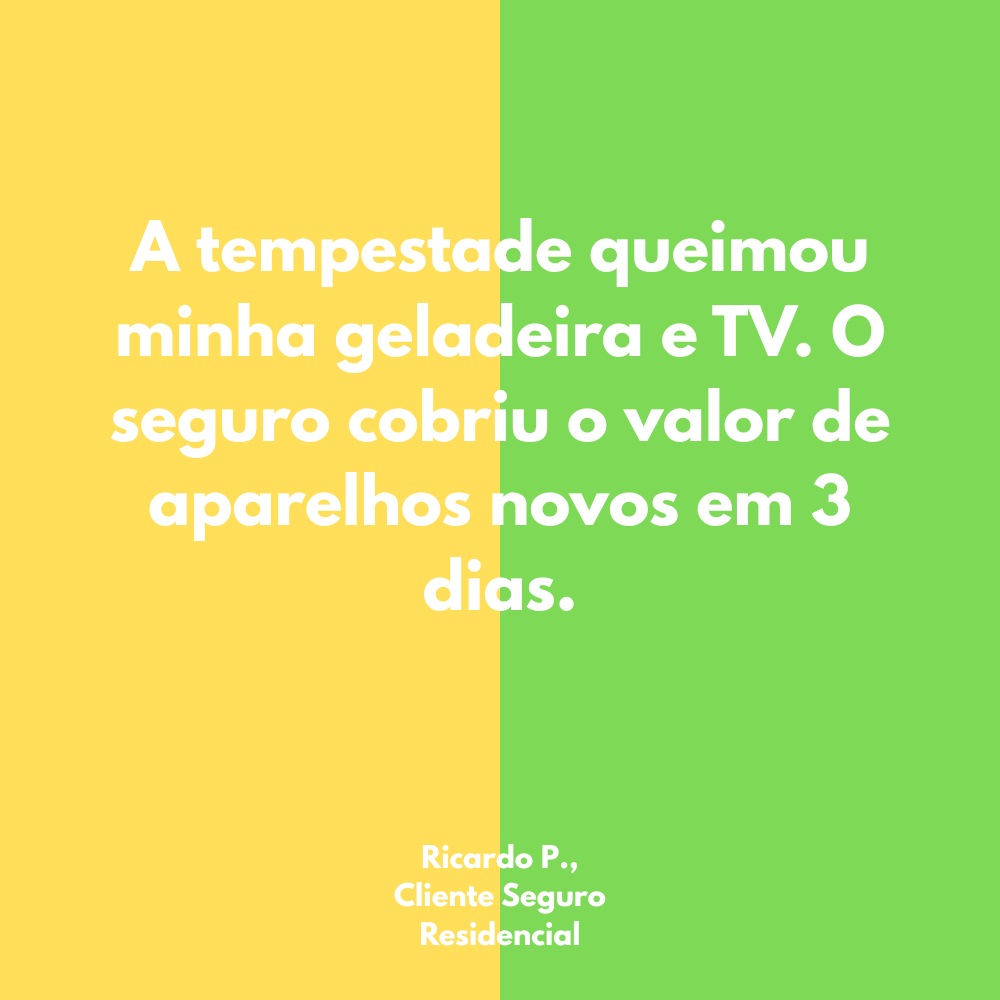 A tempestade queimou
minha geladeira e TV. O
seguro cobriu o valor de
aparelhos novos em 3
dias.
Ricardo P.,
Cliente Seguro
Residencial